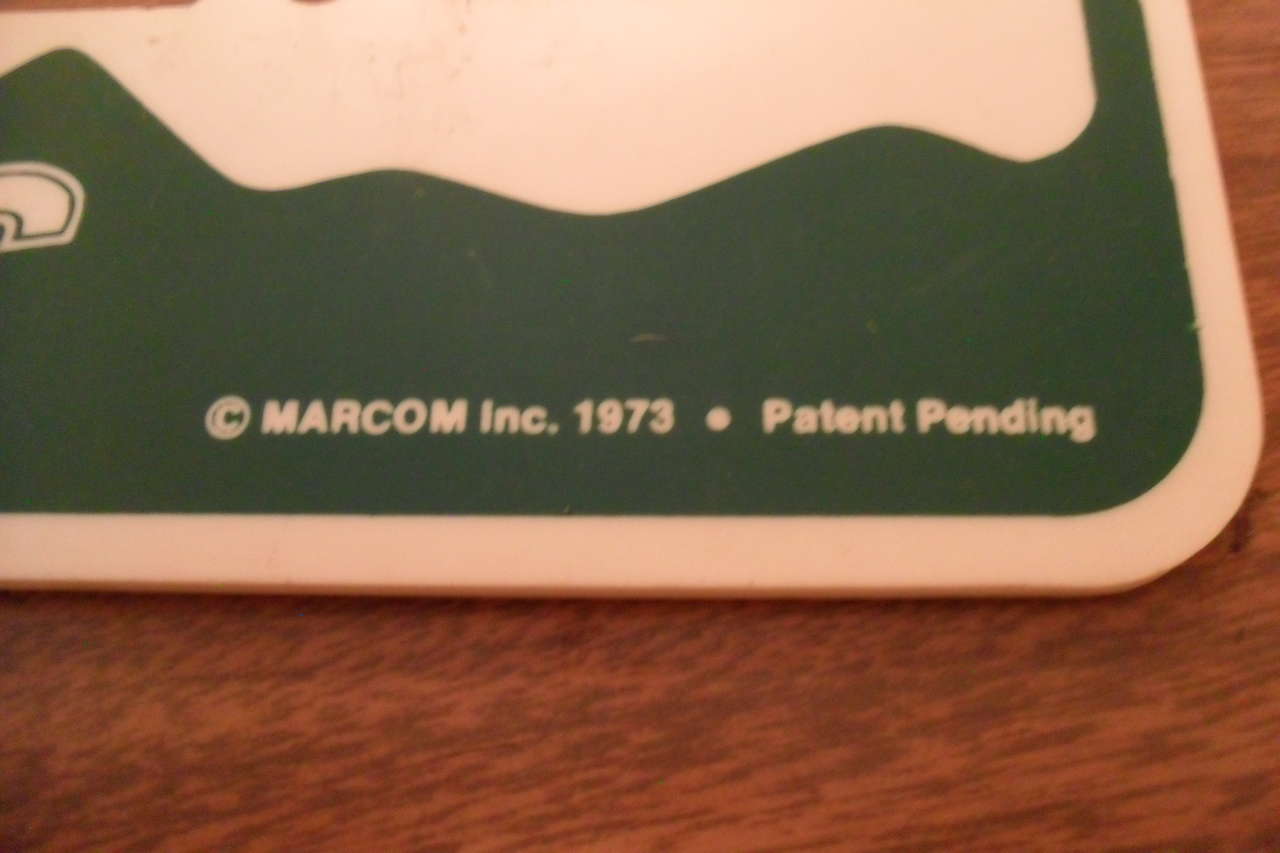 © MARCOM Inc. 1973 • Patent Pending